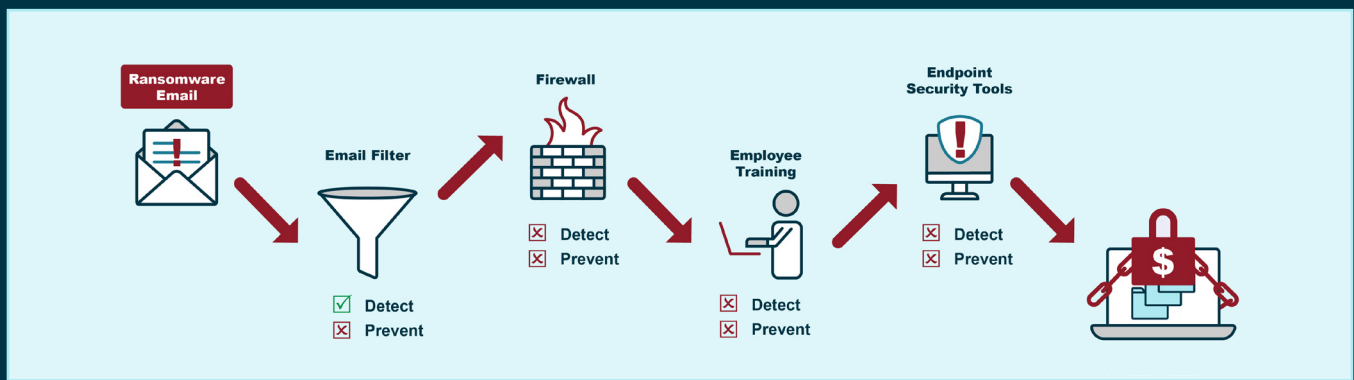 Ransomware
Email
Email Filter
Detect
Prevent
Firewall
Detect
Prevent
Employee
Training
Detect
Prevent
Endpoint
Security Tools
Detect
Prevent
$